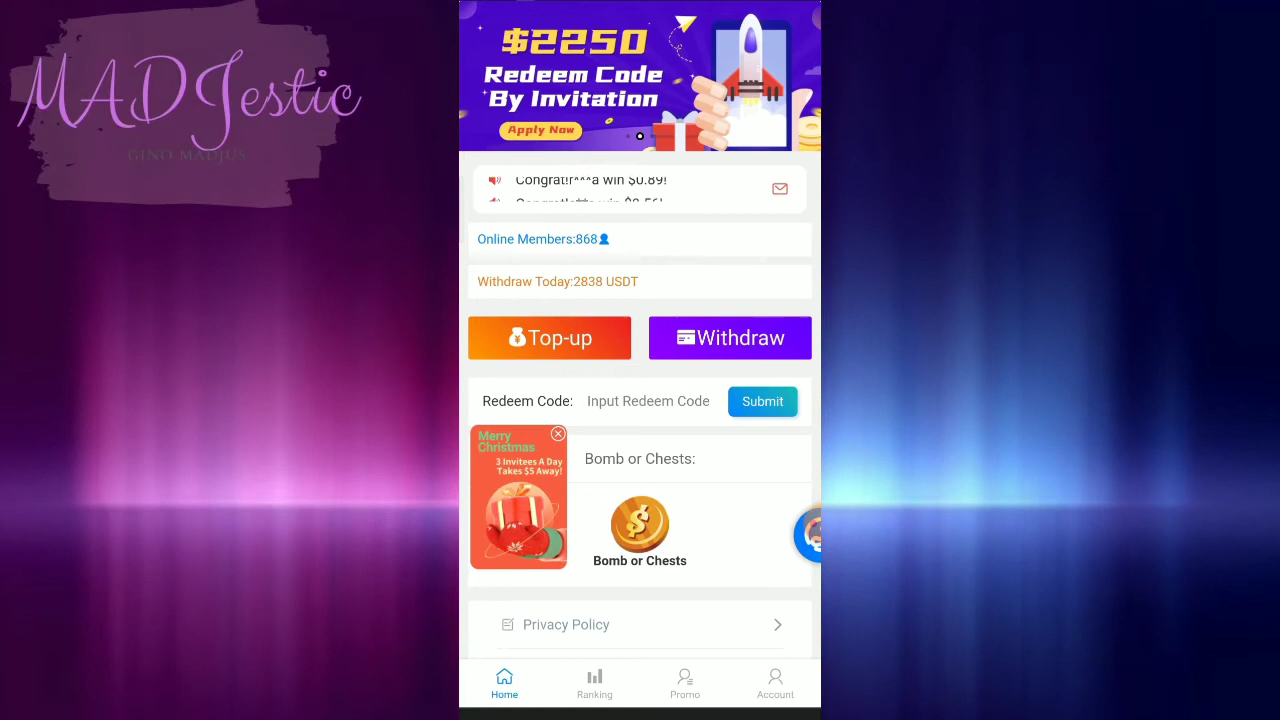 MADJestic
GINO MADJUS
$2250
Redeem Code
By Invitation
Apply Now
Congrat!r***a win $0.89!
Online Members:868
Withdraw Today:2838 USDT
Top-up
Withdraw
Redeem Code:
Input Redeem Code
Submit
Merry
Christmas
3 Invitees A Day
Takes $5 Away!
Bomb or Chests:
Bomb or Chests
Privacy Policy
Home
Ranking
Promo
Account